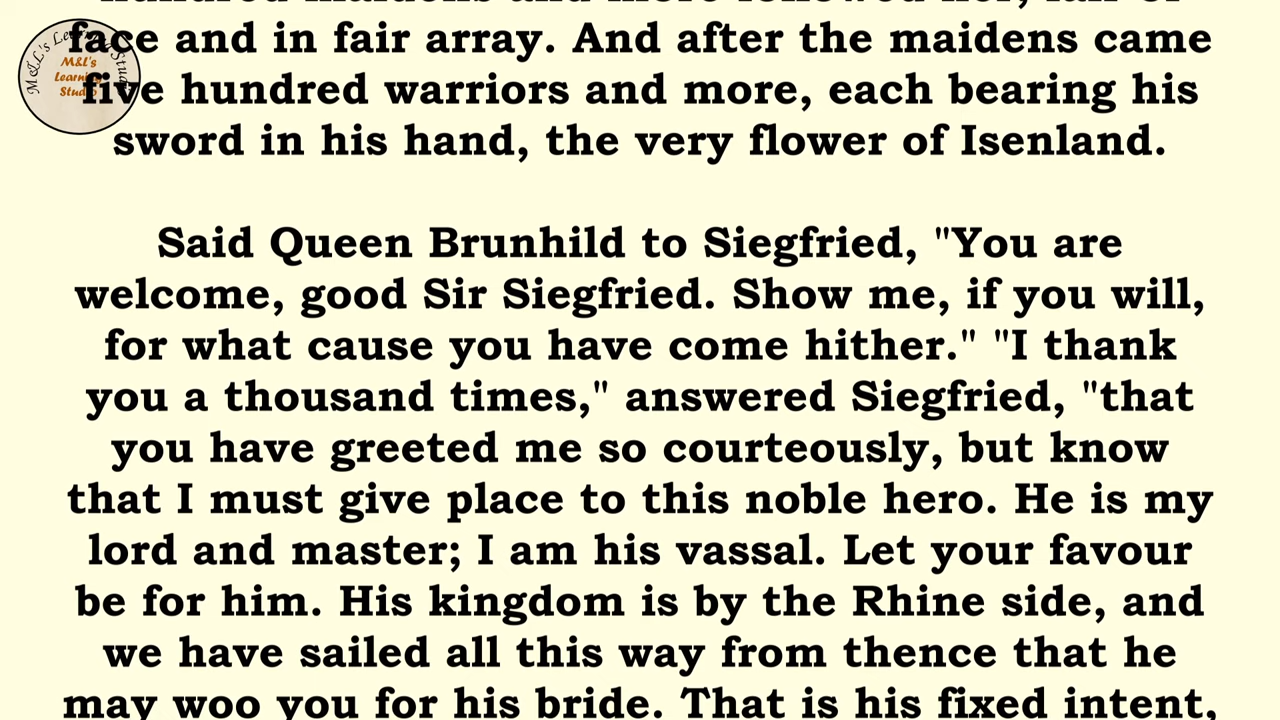 hundred maidens and more followed her, fair of
face and in fair array. And after the maidens came
five hundred warriors and more, each bearing his
sword in his hand, the very flower of Isenland.
Said Queen Brunhild to Siegfried, "You are
welcome, good Sir Siegfried. Show me, if you will,
for what cause you have come hither." "I thank
you a thousand times," answered Siegfried, "that
you have greeted me so courteously, but know
that I must give place to this noble hero. He is my
lord and master; I am his vassal. Let your favour
be for him. His kingdom is by the Rhine side, and
we have sailed all this way from thence that he
may woo you for his bride. That is his fixed intent,
M&L's
Learning
Studio